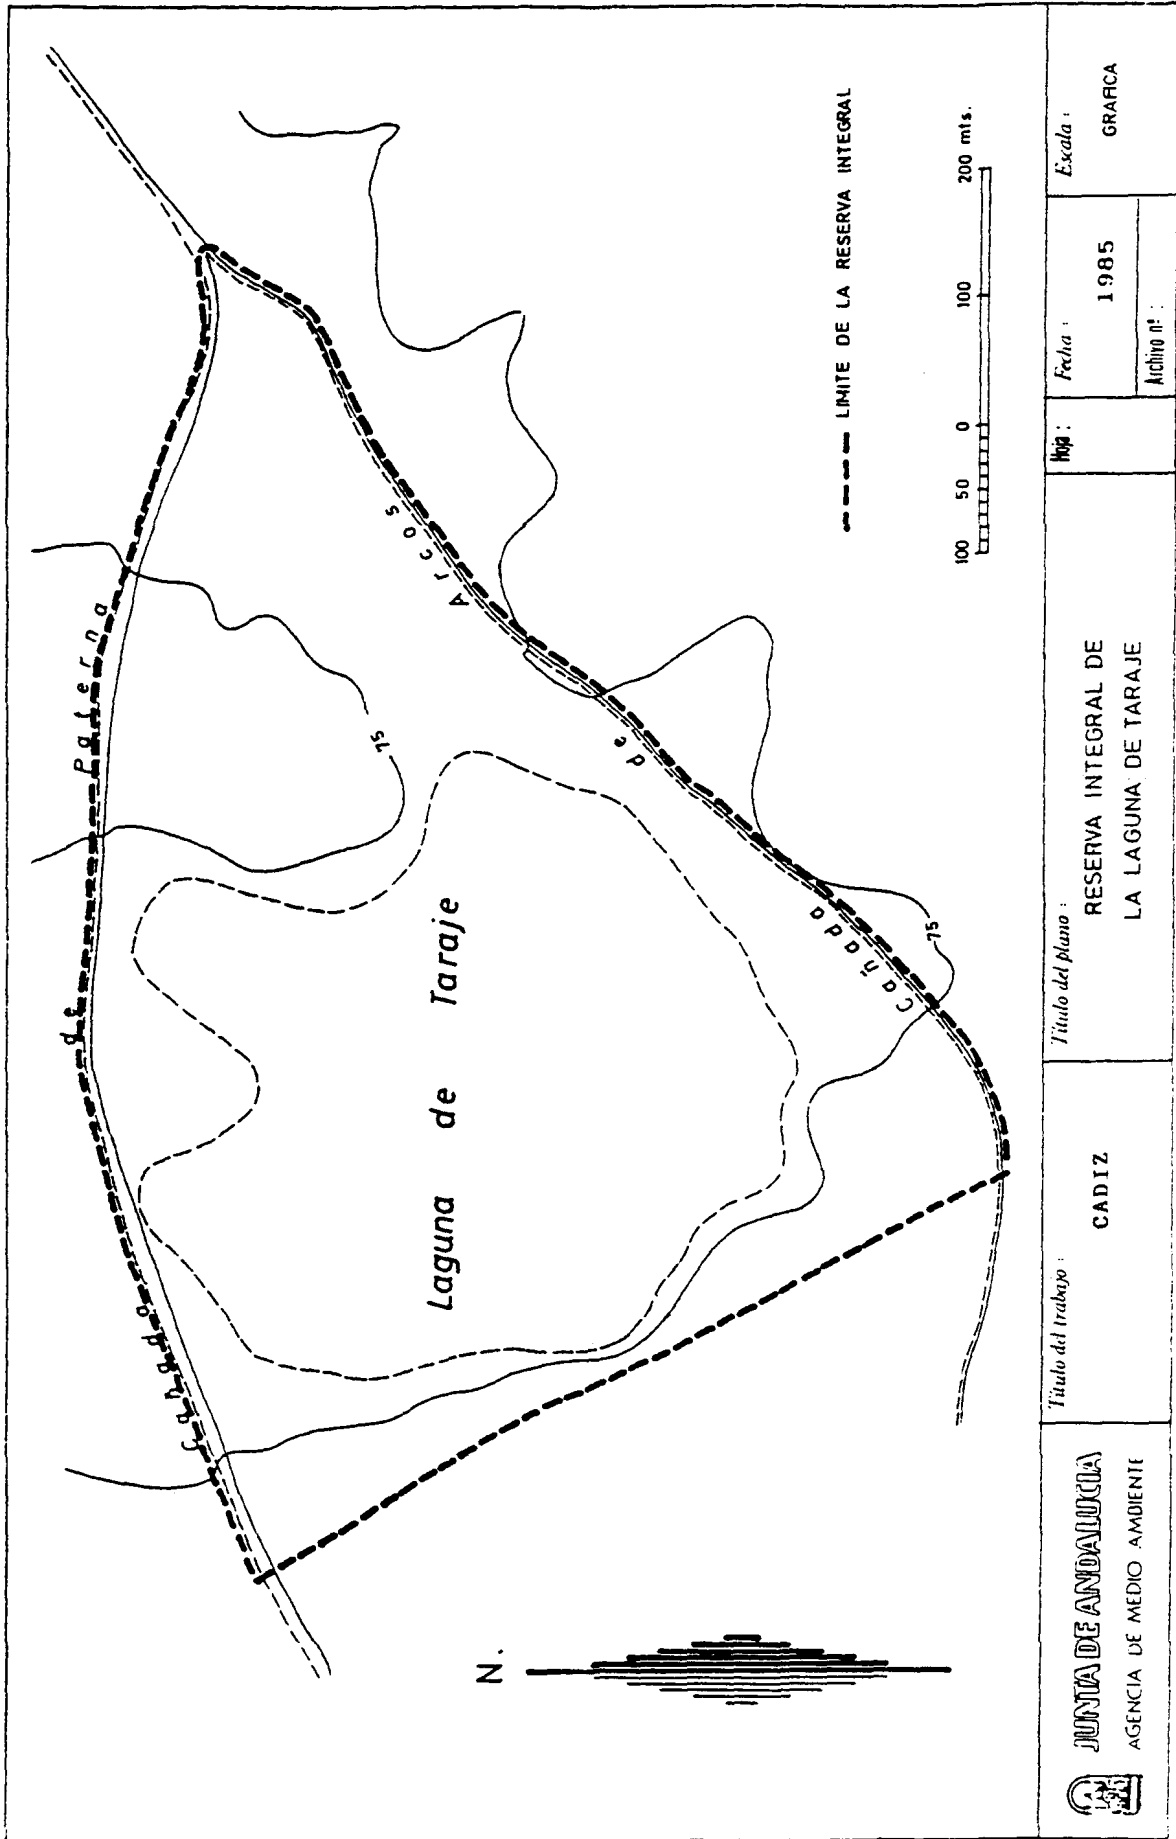 Cañada de Paterna
75
Laguna de Taraje
Cañada de Arcos
75
N.
LIMITE DE LA RESERVA INTEGRAL
100 50 0 100 200 mts.
JUNTA DE ANDALUCIA
AGENCIA DE MEDIO AMBIENTE
Título del trabajo :
CADIZ
Título del plano :
RESERVA INTEGRAL DE
LA LAGUNA DE TARAJE
Hoja :
Fecha :
1985
Archivo nº :
Escala :
GRAFICA